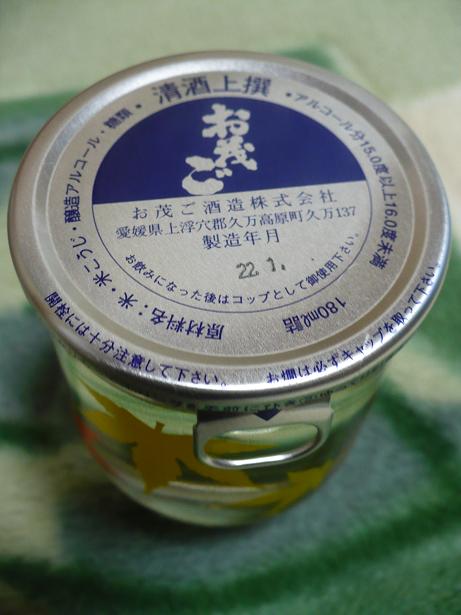 清酒上撰
お茂ご
お茂ご酒造株式会社
愛媛県上浮穴郡久万高原町久万137
製造年月
22.1.
お飲みになった後はコップとして御使用下さい。
・アルコール分15.0度以上16.0度未満
180ml詰
原材料名：米・米こうじ・醸造アルコール・糖類・
お燗は必ずキャップを取って下さい。
には十分注意して下さい。